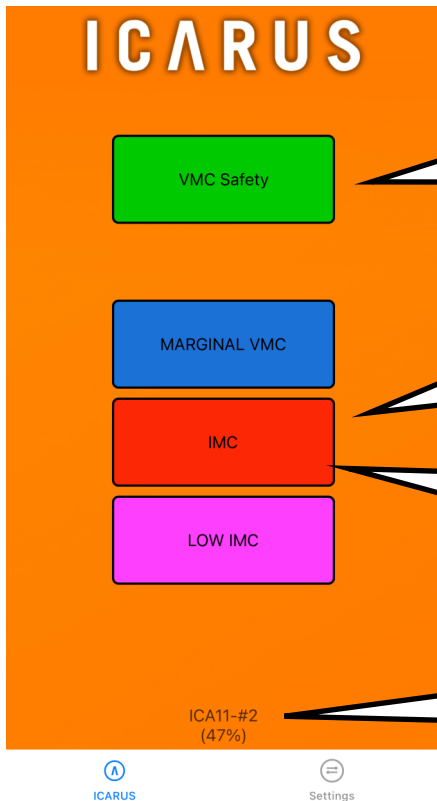 ICΛRUS
VMC Safety
MARGINAL VMC
IMC
LOW IMC
ICA11-#2
(47%)
ICARUS
Settings